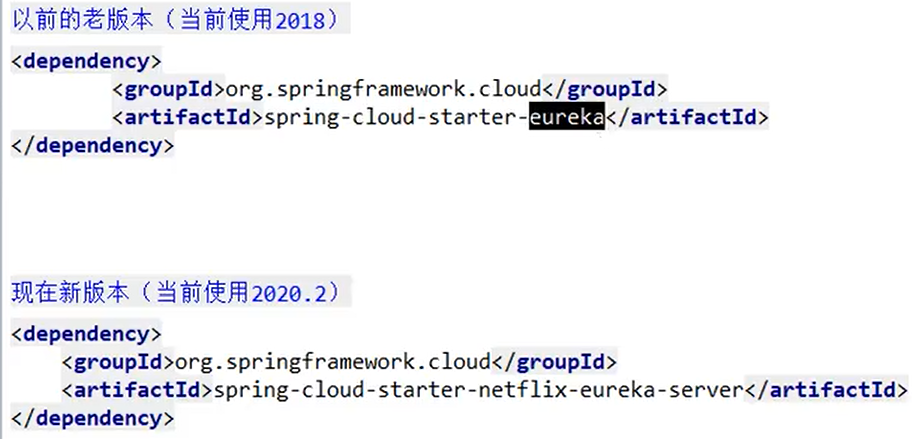 以前的老版本（当前使用2018）
<dependency>
<groupId>org.springframework.cloud</groupId>
<artifactId>spring-cloud-starter-eureka</artifactId>
</dependency>
现在新版本（当前使用2020.2）
<dependency>
<groupId>org.springframework.cloud</groupId>
<artifactId>spring-cloud-starter-netflix-eureka-server</artifactId>
</dependency>